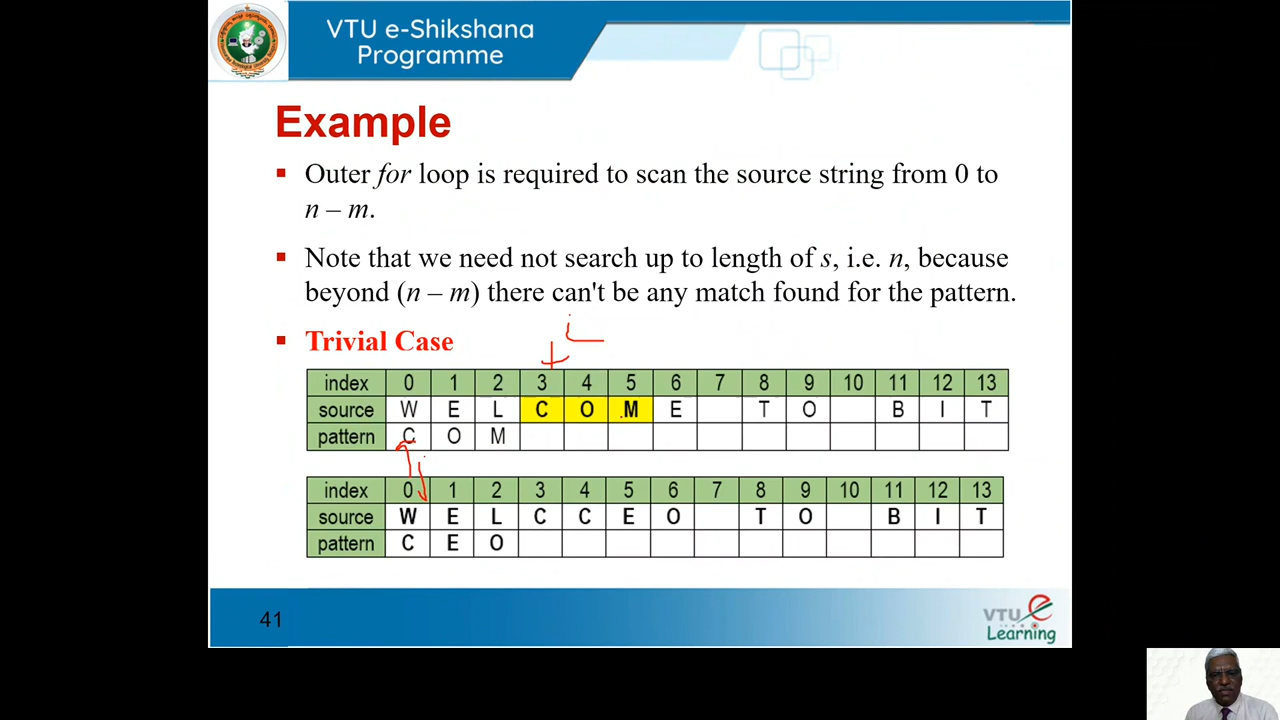 VTU e-Shikshana
Programme
Example
Outer for loop is required to scan the source string from 0 to
n – m.
Note that we need not search up to length of s, i.e. n, because
beyond (n – m) there can't be any match found for the pattern.
Trivial Case
i
index 0 1 2 3 4 5 6 7 8 9 10 11 12 13
source W E L C O M E T O B I T
pattern C O M
j
index 0 1 2 3 4 5 6 7 8 9 10 11 12 13
source W E L C C E O T O B I T
pattern C E O
41
VTU e
Learning